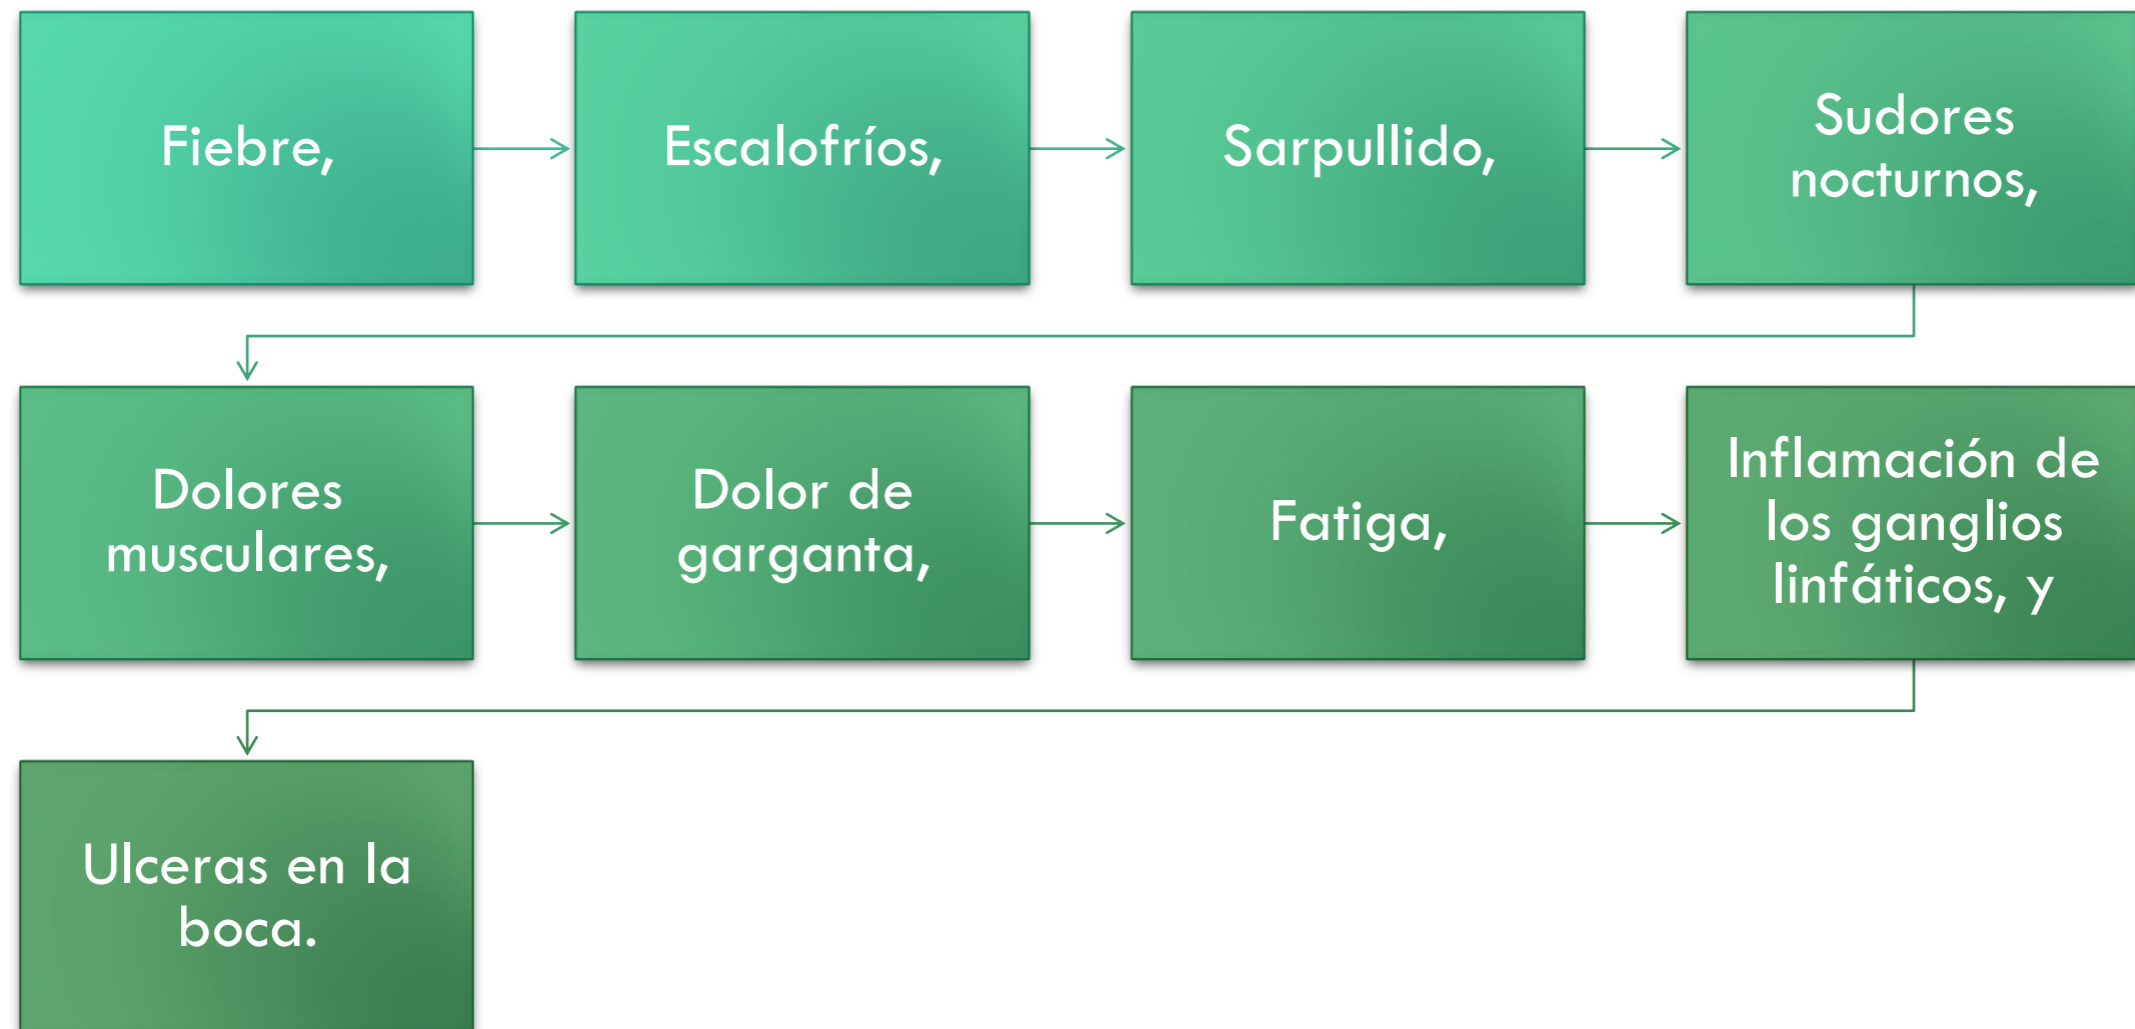 Fiebre,
Escalofríos,
Sarpullido,
Sudores
nocturnos,
Dolores
musculares,
Dolor de
garganta,
Fatiga,
Inflamación de
los ganglios
linfáticos, y
Ulceras en la
boca.